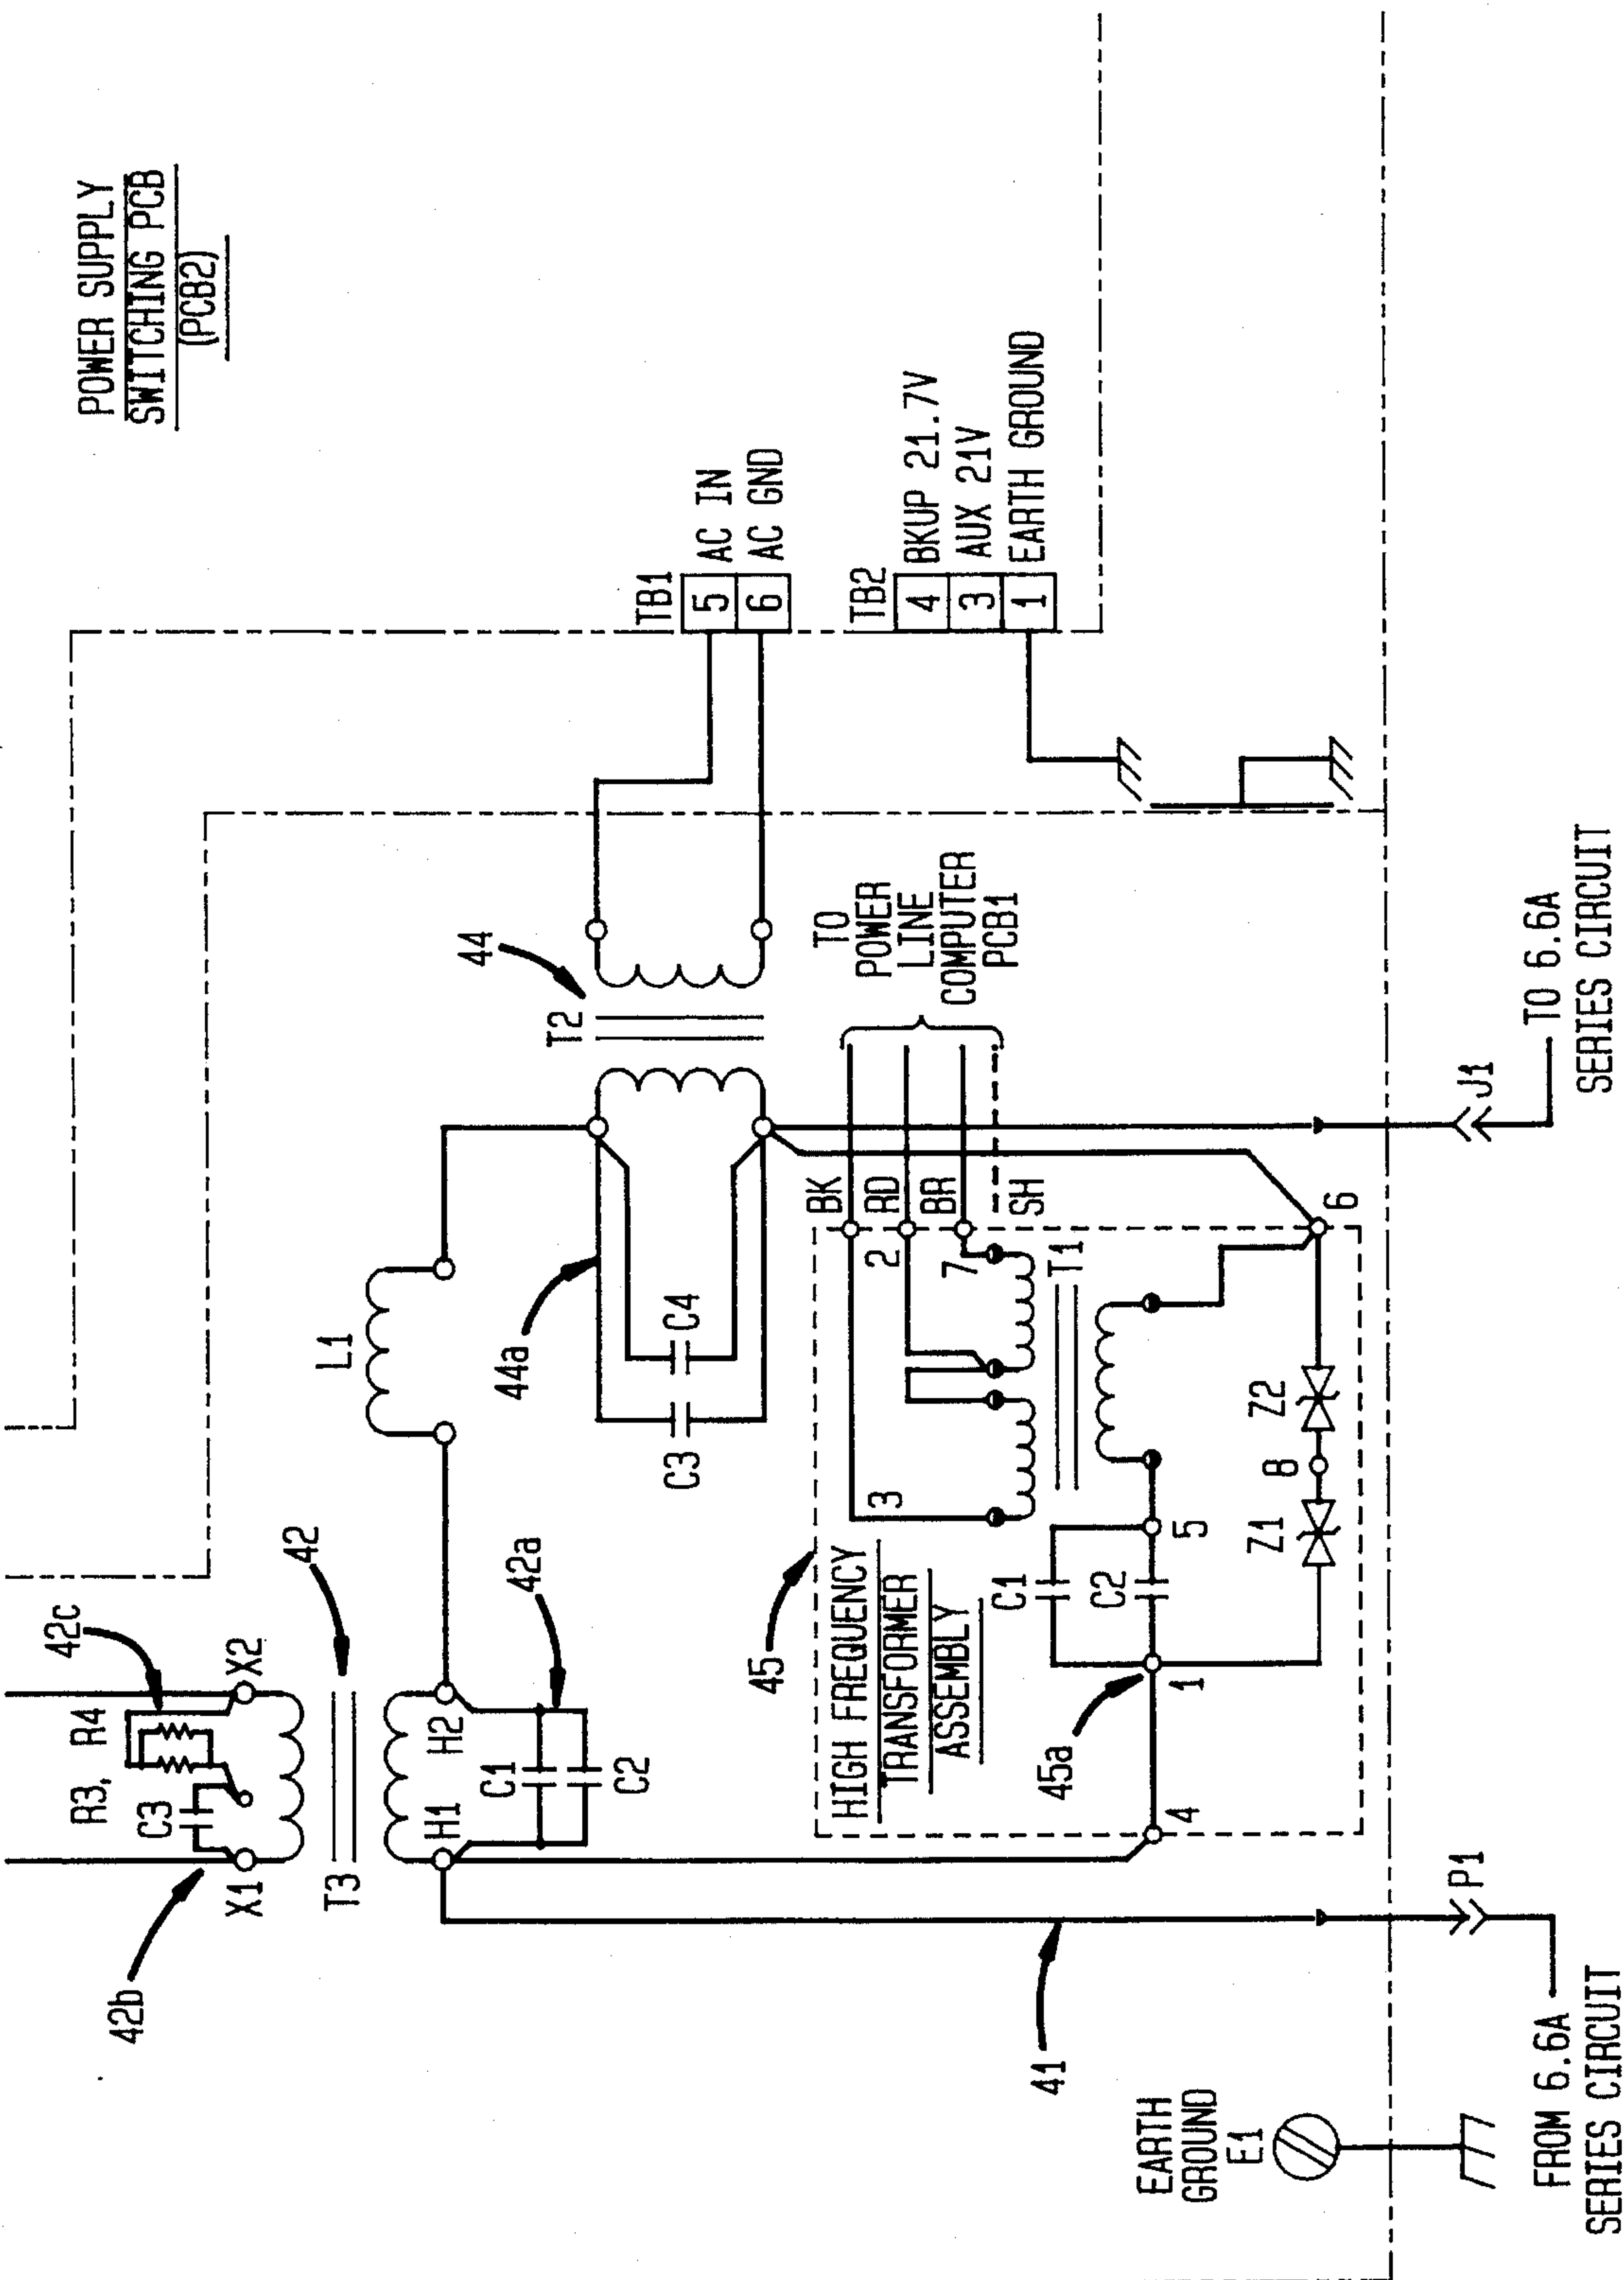 POWER SUPPLY
SWITCHING PCB
(PCB2)
42b
42c
R3, R4
C3
X1
X2
42
T3
H1
H2
42a
C1
C2
L1
44a
C3
C4
44
T2
TB1
5 AC IN
6 AC GND
TB2
4 BKUP 21.7V
3 AUX 21V
1 EARTH GROUND
45
HIGH FREQUENCY
TRANSFORMER
ASSEMBLY
BK
RD
BR
SH
TO
POWER
LINE
COMPUTER
PCB1
3
2
7
T1
C1
C2
5
45a
1
4
Z1
8
Z2
6
41
EARTH
GROUND
E1
P1
FROM 6.6A
SERIES CIRCUIT
J1
TO 6.6A
SERIES CIRCUIT